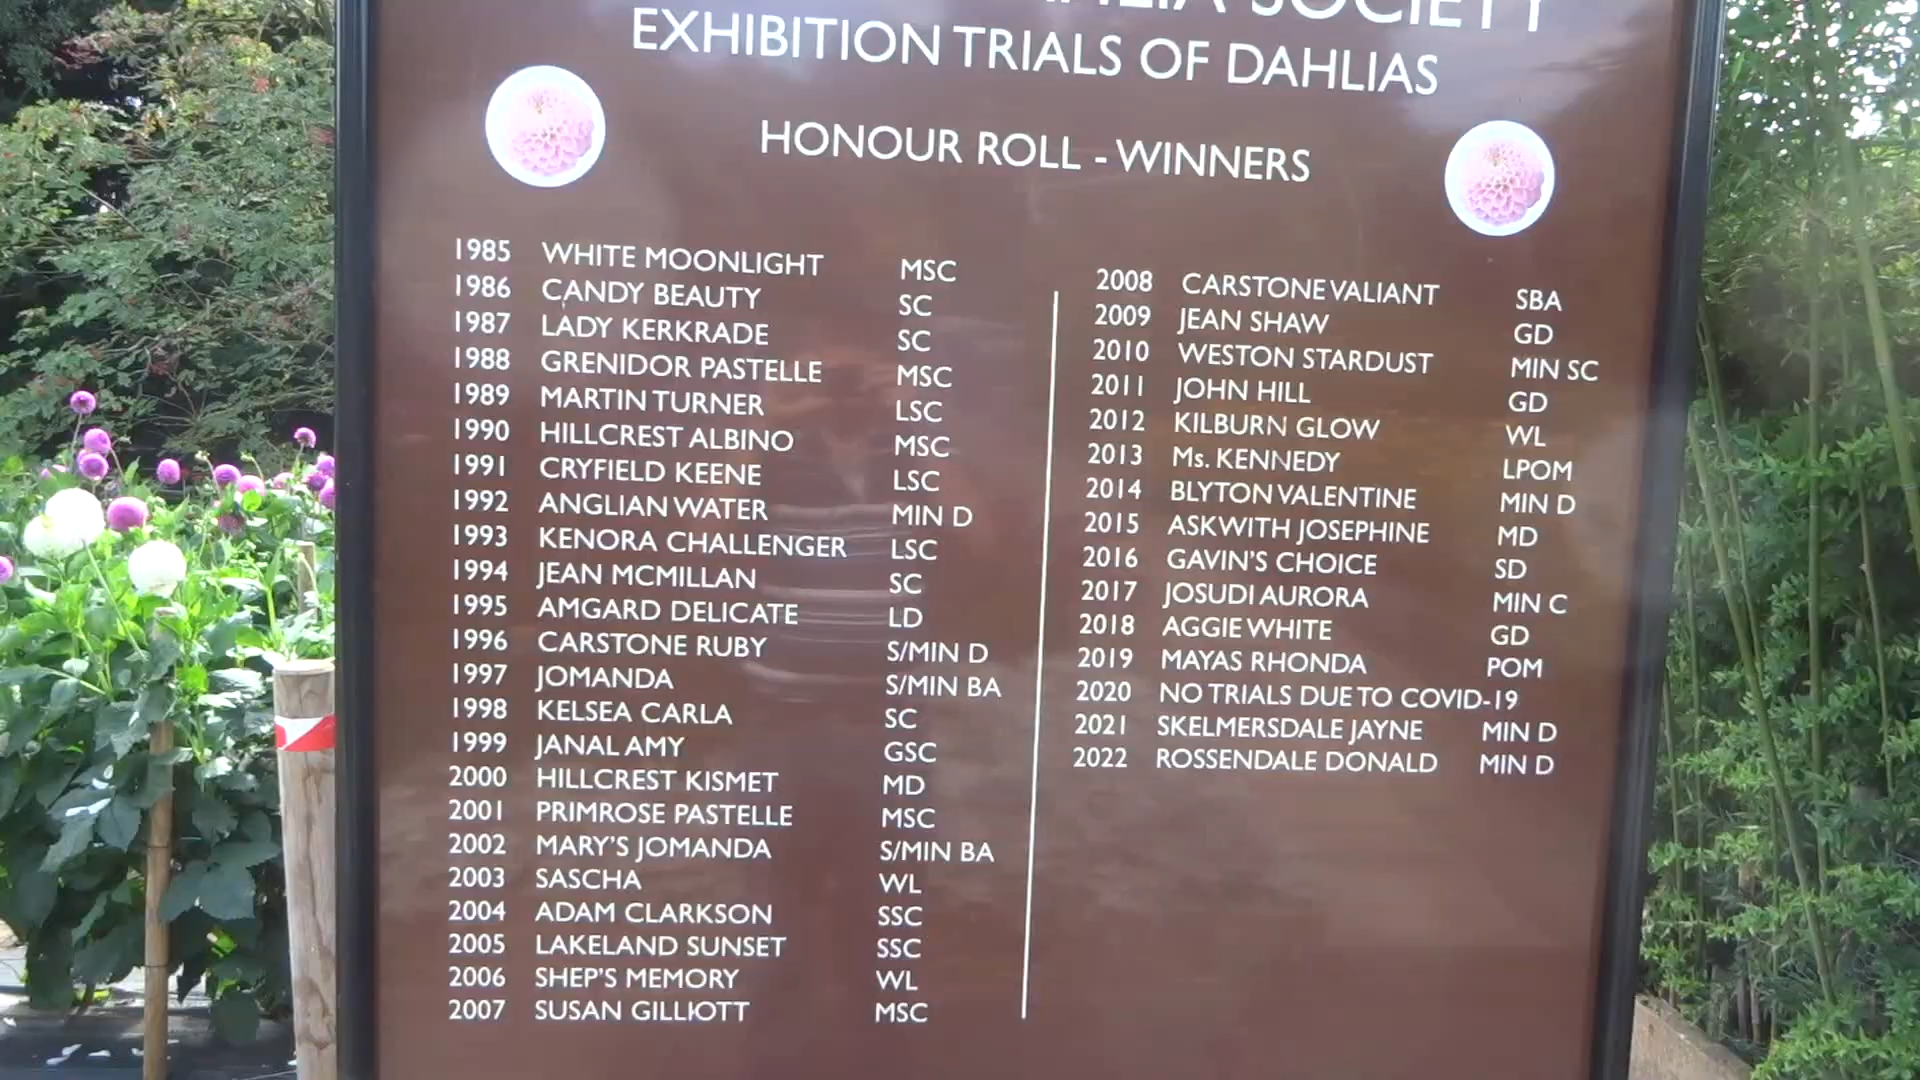 SOCIETY
EXHIBITION TRIALS OF DAHLIAS
HONOUR ROLL - WINNERS
1985 WHITE MOONLIGHT MSC
1986 CANDY BEAUTY SC
1987 LADY KERKRADE SC
1988 GRENIDOR PASTELLE MSC
1989 MARTIN TURNER LSC
1990 HILLCREST ALBINO MSC
1991 CRYFIELD KEENE LSC
1992 ANGLIAN WATER MIN D
1993 KENORA CHALLENGER LSC
1994 JEAN MCMILLAN SC
1995 AMGARD DELICATE LD
1996 CARSTONE RUBY S/MIN D
1997 JOMANDA S/MIN BA
1998 KELSEA CARLA SC
1999 JANAL AMY GSC
2000 HILLCREST KISMET MD
2001 PRIMROSE PASTELLE MSC
2002 MARY'S JOMANDA S/MIN BA
2003 SASCHA WL
2004 ADAM CLARKSON SSC
2005 LAKELAND SUNSET SSC
2006 SHEP'S MEMORY WL
2007 SUSAN GILLIOTT MSC
2008 CARSTONE VALIANT SBA
2009 JEAN SHAW GD
2010 WESTON STARDUST MIN SC
2011 JOHN HILL GD
2012 KILBURN GLOW WL
2013 Ms. KENNEDY LPOM
2014 BLYTON VALENTINE MIN D
2015 ASKWITH JOSEPHINE MD
2016 GAVIN'S CHOICE SD
2017 JOSUDI AURORA MIN C
2018 AGGIE WHITE GD
2019 MAYAS RHONDA POM
2020 NO TRIALS DUE TO COVID-19
2021 SKELMERSDALE JAYNE MIN D
2022 ROSSENDALE DONALD MIN D